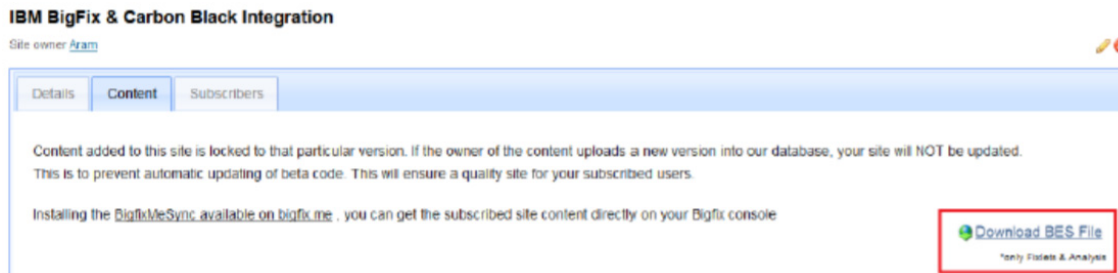 IBM BigFix & Carbon Black Integration
Site owner Aram
Details Content Subscribers
Content added to this site is locked to that particular version. If the owner of the content uploads a new version into our database, your site will NOT be updated.
This is to prevent automatic updating of beta code. This will ensure a quality site for your subscribed users.
Installing the BigfixMeSync available on bigfix.me , you can get the subscribed site content directly on your Bigfix console
Download BES File
*only Fixlets & Analysis